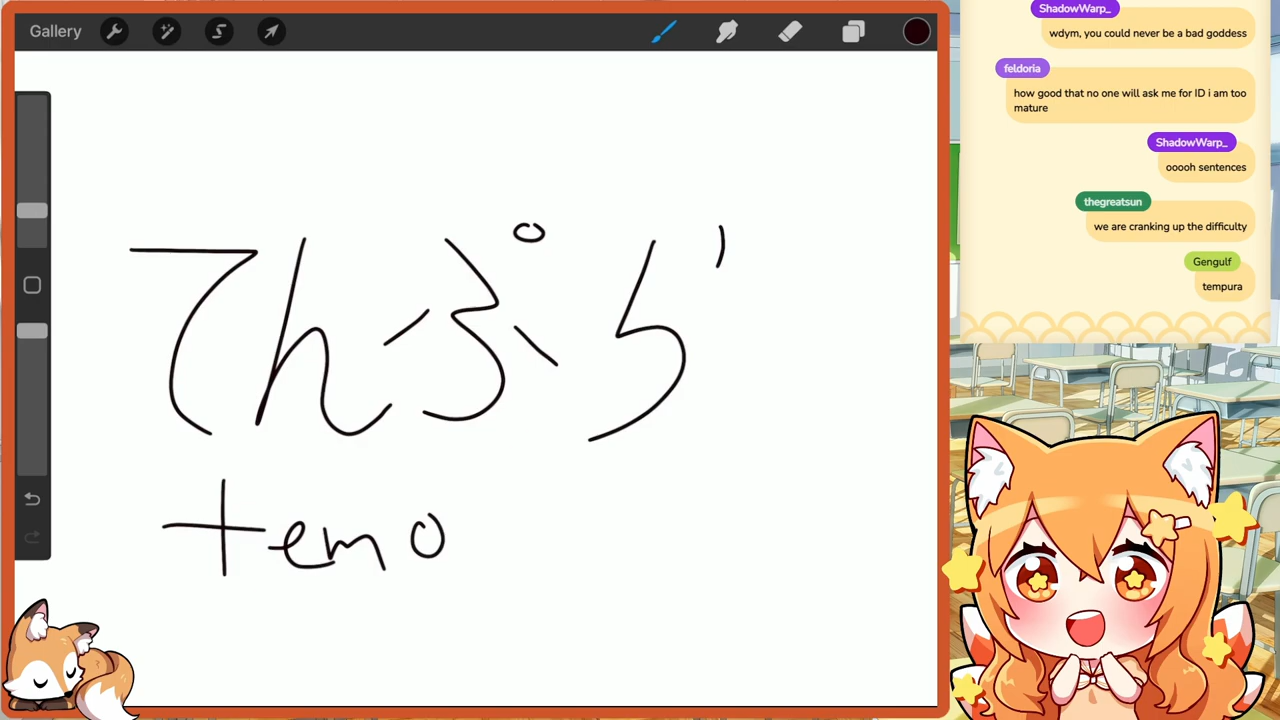 Gallery
てんぷら
temo
ShadowWarp_
wdym, you could never be a bad goddess
feldoria
how good that no one will ask me for ID i am too
mature
ShadowWarp_
ooooh sentences
thegreatsun
we are cranking up the difficulty
Gengulf
tempura